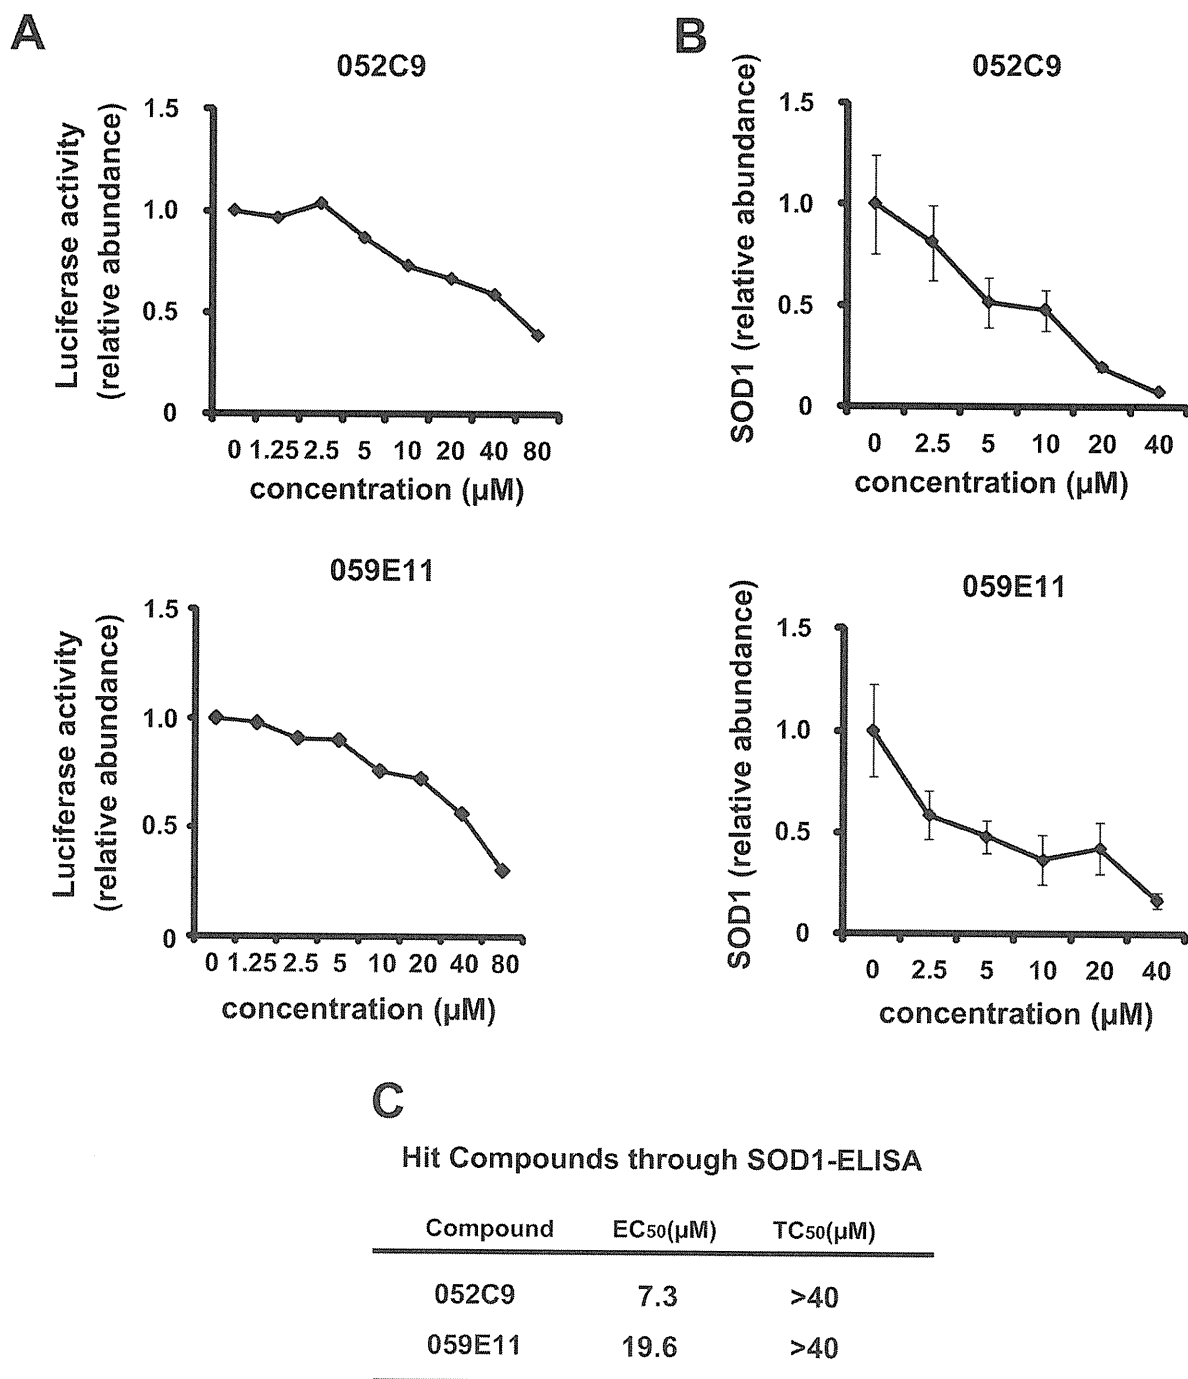 A
052C9
Luciferase activity
(relative abundance)
1.5
1.0
0.5
0
0 1.25 2.5 5 10 20 40 80
concentration (µM)
059E11
Luciferase activity
(relative abundance)
1.5
1.0
0.5
0
0 1.25 2.5 5 10 20 40 80
concentration (µM)
B
052C9
SOD1 (relative abundance)
1.5
1.0
0.5
0
0 2.5 5 10 20 40
concentration (µM)
059E11
SOD1 (relative abundance)
1.5
1.0
0.5
0
0 2.5 5 10 20 40
concentration (µM)
C
Hit Compounds through SOD1-ELISA
Compound EC50(µM) TC50(µM)
052C9 7.3 >40
059E11 19.6 >40